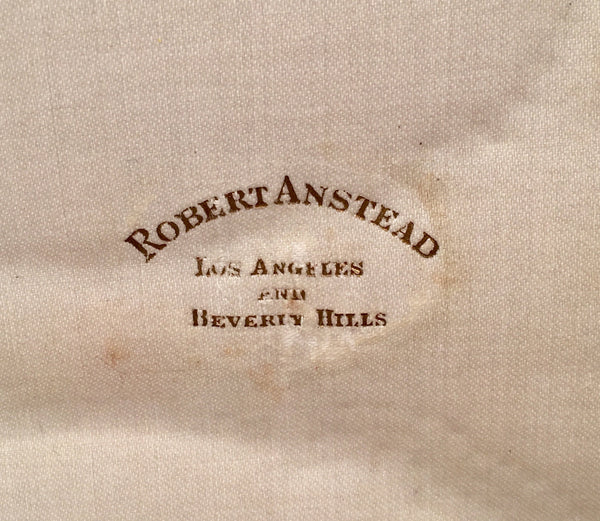 ROBERT ANSTEAD
LOS ANGELES
AND
BEVERLY HILLS